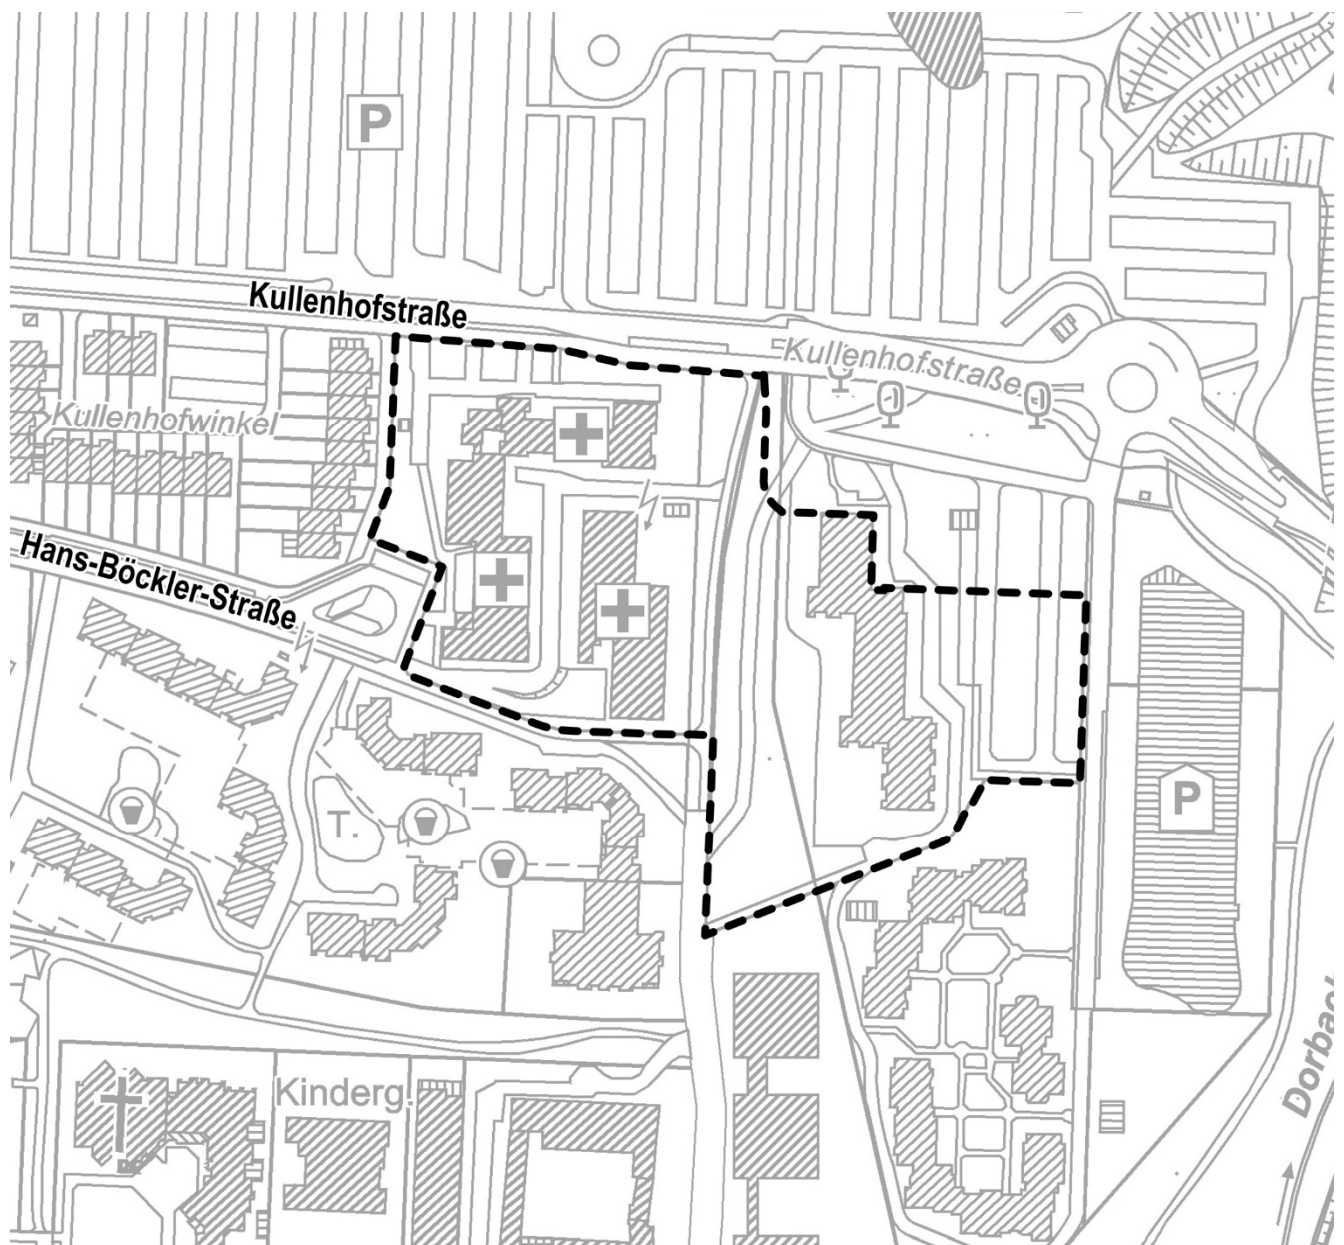 P
Kullenhofstraße
Kullenhofstraße
Kullenhofwinkel
Hans-Böckler-Straße
P
T.
Dorbach
Kinderg.